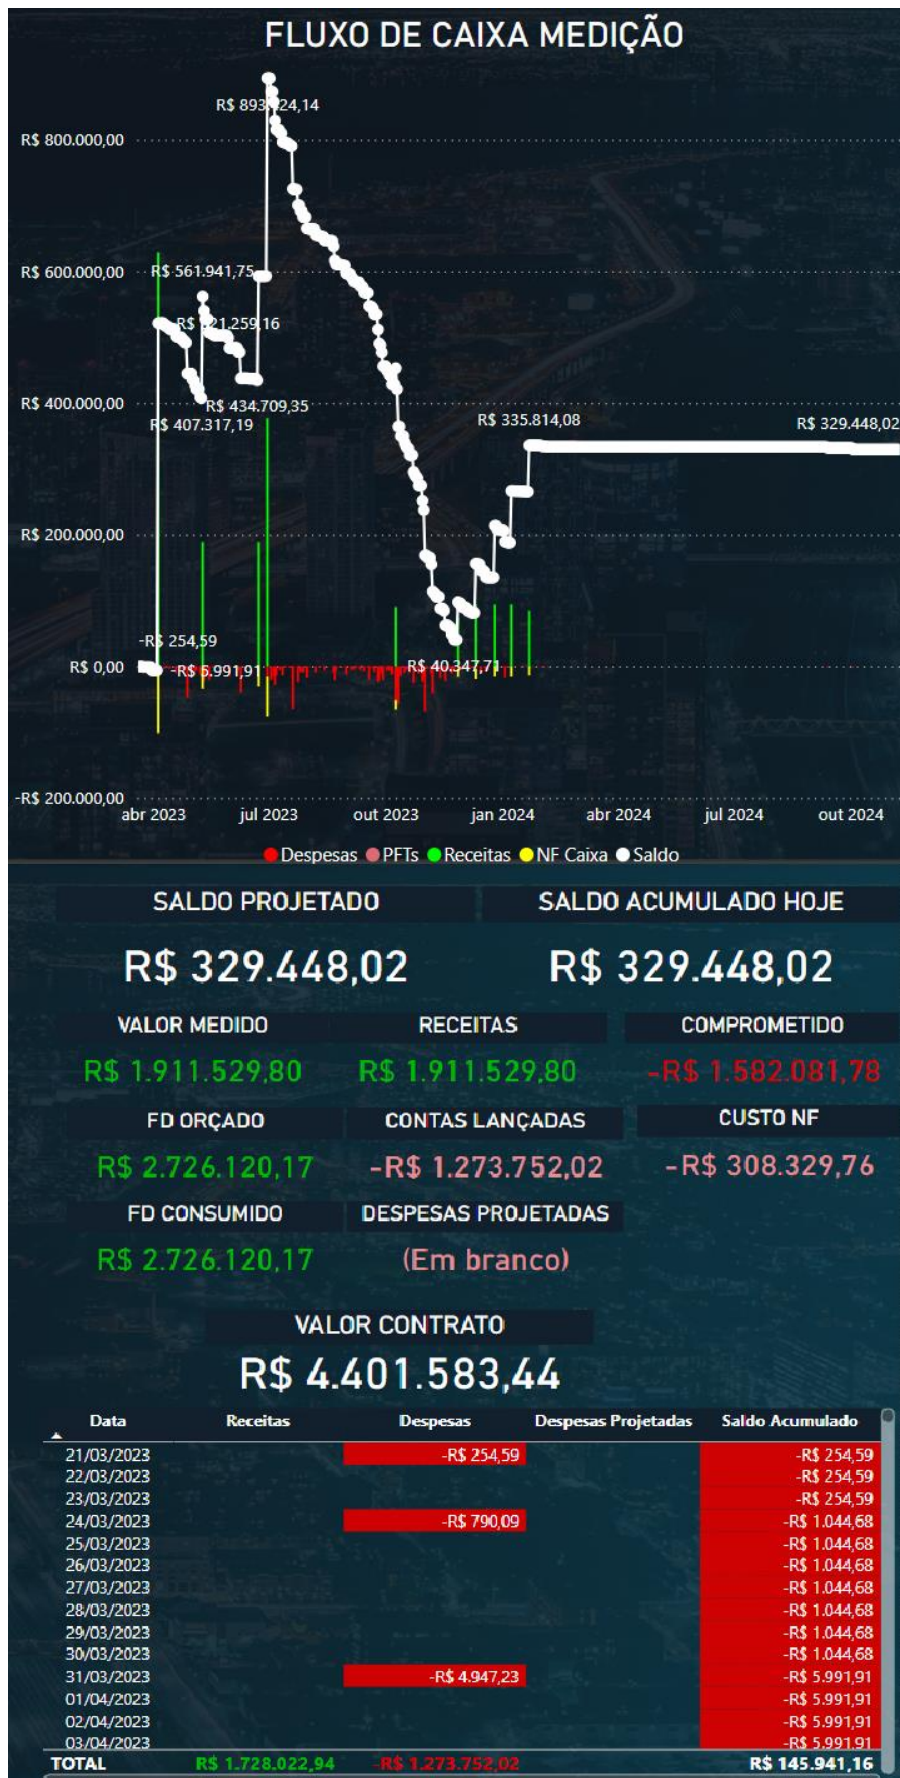 FLUXO DE CAIXA MEDIÇÃO
R$ 893.424,14
R$ 800.000,00
R$ 600.000,00
R$ 561.941,75
R$ 400.000,00
R$ 434.709,35
R$ 407.317,19
R$ 335.814,08
R$ 329.448,02
R$ 200.000,00
-R$ 254,59
R$ 0,00
-R$ 5.991,91
R$ 40.347,71
-R$ 200.000,00
abr 2023 jul 2023 out 2023 jan 2024 abr 2024 jul 2024 out 2024
Despesas PFTs Receitas NF Caixa Saldo
SALDO PROJETADO SALDO ACUMULADO HOJE
R$ 329.448,02 R$ 329.448,02
VALOR MEDIDO RECEITAS COMPROMETIDO
R$ 1.911.529,80 R$ 1.911.529,80 -R$ 1.582.081,78
FD ORÇADO CONTAS LANÇADAS CUSTO NF
R$ 2.726.120,17 -R$ 1.273.752,02 -R$ 308.329,76
FD CONSUMIDO DESPESAS PROJETADAS
R$ 2.726.120,17 (Em branco)
VALOR CONTRATO
R$ 4.401.583,44
Data Receitas Despesas Despesas Projetadas Saldo Acumulado
21/03/2023 -R$ 254,59 -R$ 254,59
22/03/2023 -R$ 254,59
23/03/2023 -R$ 254,59
24/03/2023 -R$ 790,09 -R$ 1.044,68
25/03/2023 -R$ 1.044,68
26/03/2023 -R$ 1.044,68
27/03/2023 -R$ 1.044,68
28/03/2023 -R$ 1.044,68
29/03/2023 -R$ 1.044,68
30/03/2023 -R$ 1.044,68
31/03/2023 -R$ 4.947,23 -R$ 5.991,91
01/04/2023 -R$ 5.991,91
02/04/2023 -R$ 5.991,91
03/04/2023 -R$ 5.991,91
TOTAL R$ 1.728.022,94 -R$ 1.273.752,02 R$ 145.941,16